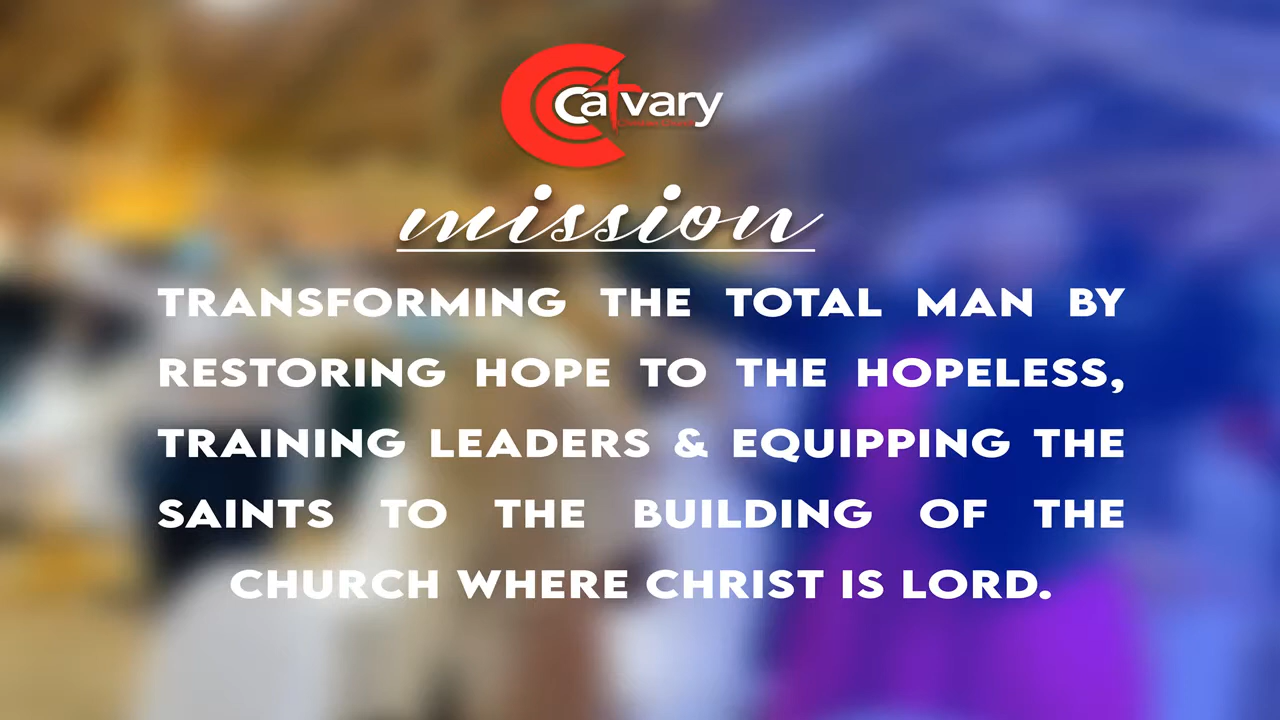 Calvary
mission
TRANSFORMING THE TOTAL MAN BY
RESTORING HOPE TO THE HOPELESS,
TRAINING LEADERS & EQUIPPING THE
SAINTS TO THE BUILDING OF THE
CHURCH WHERE CHRIST IS LORD.